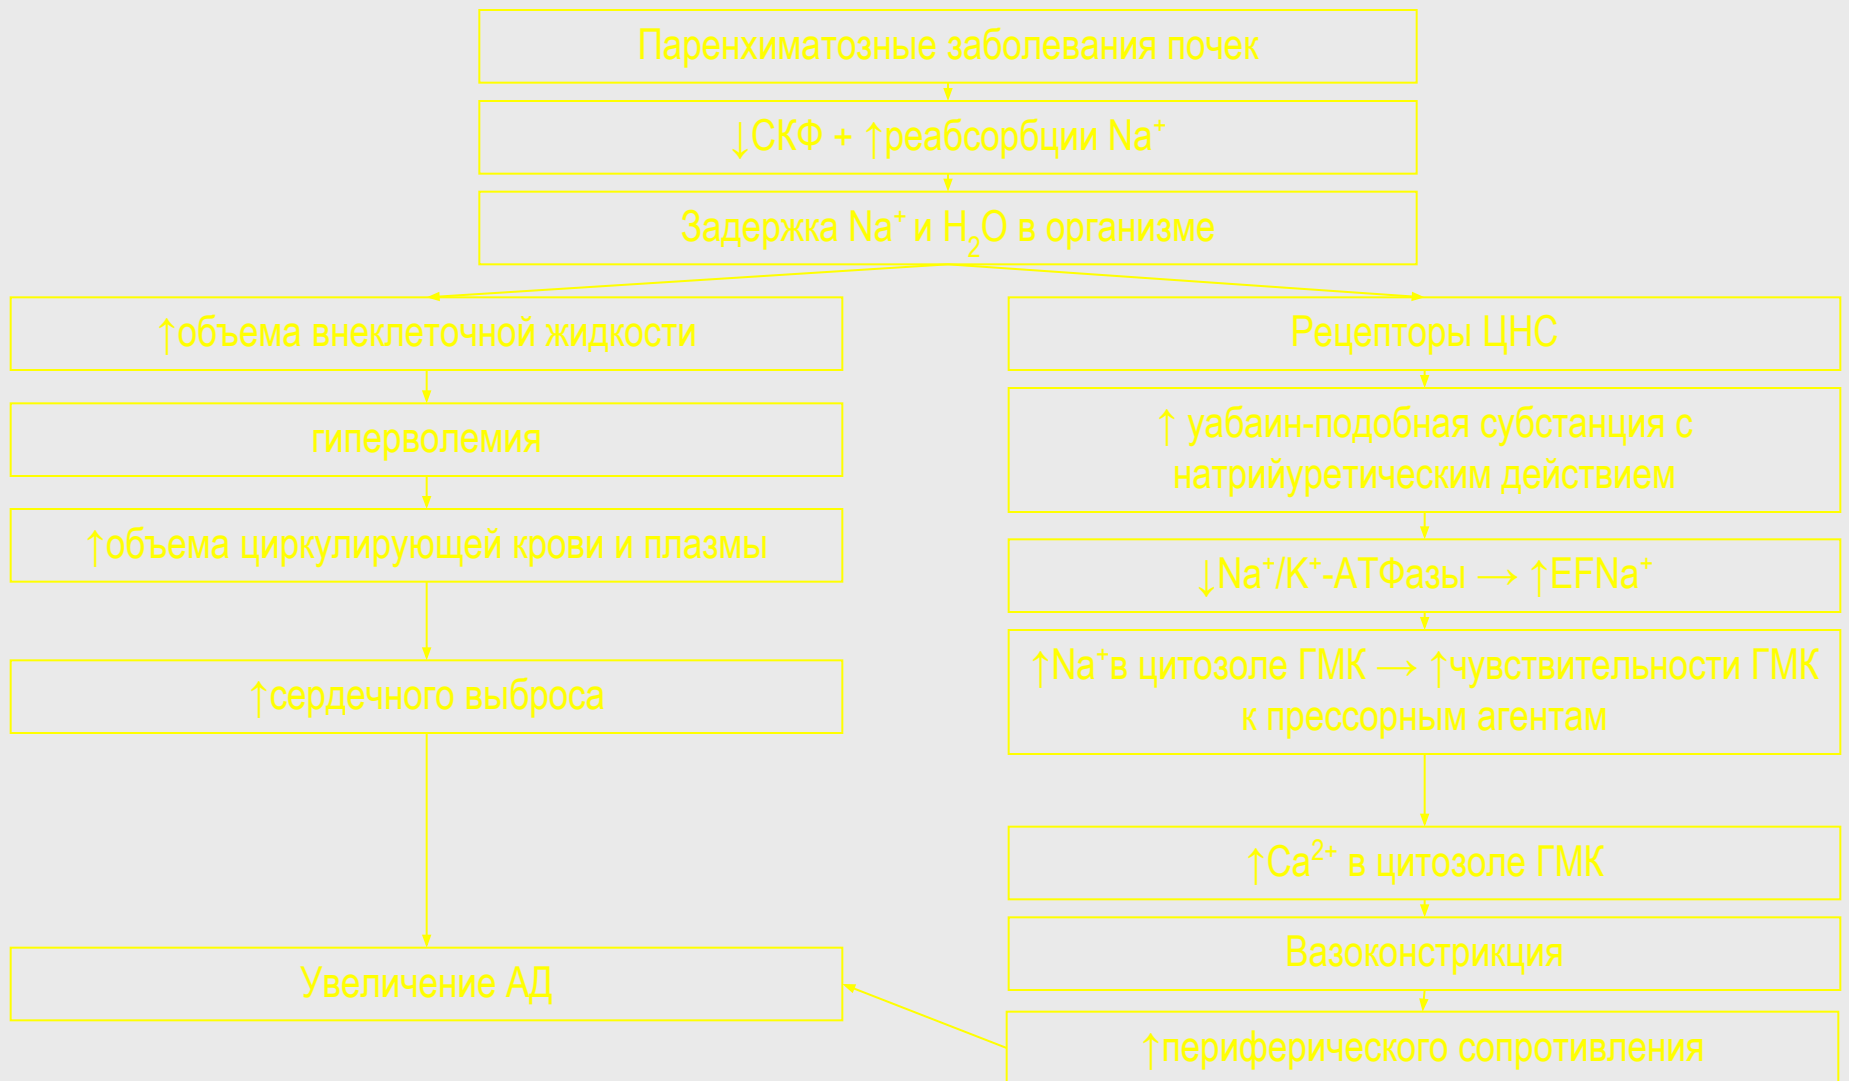 Паренхиматозные заболевания почек
↓СКФ + ↑реабсорбции Na⁺
Задержка Na⁺ и H₂O в организме
↑объема внеклеточной жидкости
гиперволемия
↑объема циркулирующей крови и плазмы
↑сердечного выброса
Увеличение АД
Рецепторы ЦНС
↑ уабаин-подобная субстанция с
натрийуретическим действием
↓Na⁺/K⁺-АТФазы → ↑EFNa⁺
↑Na⁺в цитозоле ГМК → ↑чувствительности ГМК
к прессорным агентам
↑Ca²⁺ в цитозоле ГМК
Вазоконстрикция
↑периферического сопротивления